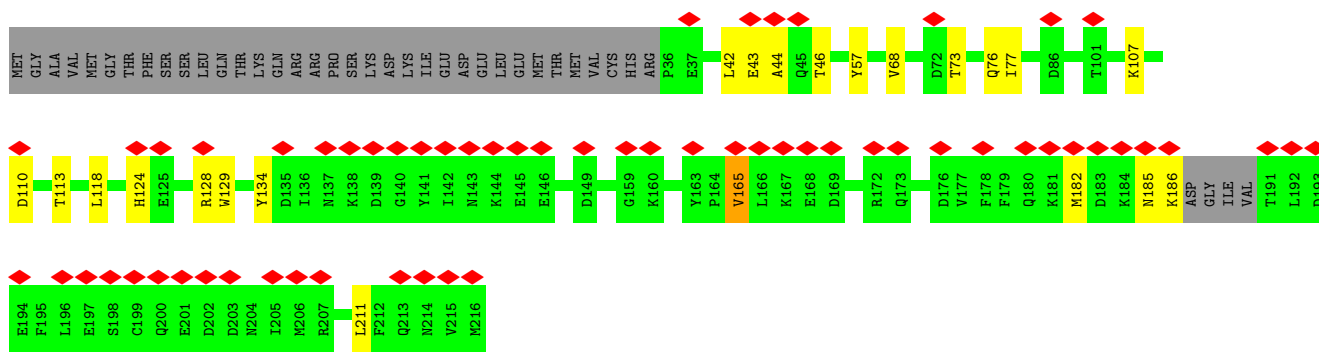 MET GLY ALA VAL MET GLY THR PHE SER SER LEU GLN THR LYS GLN ARG ARG PRO SER LYS ASP LYS ILE GLU ASP GLU LEU GLU MET THR MET VAL CYS HIS ARG P36 E37 L42 E43 A44 Q45 T46 Y57 V68 D72 T73 Q76 I77 D86 T101 K107
D110 T113 L118 H124 E125 R128 W129 Y134 D135 I136 N137 K138 D139 G140 Y141 I142 N143 K144 E145 E146 D149 G159 K160 Y163 P164 V165 L166 K167 E168 D169 R172 Q173 D176 V177 F178 F179 Q180 K181 M182 D183 K184 N185 K186 ASP GLY ILE VAL T191 L192 D193
E194 F195 L196 E197 S198 C199 Q200 E201 D202 D203 N204 I205 M206 R207 L211 F212 Q213 N214 V215 M216